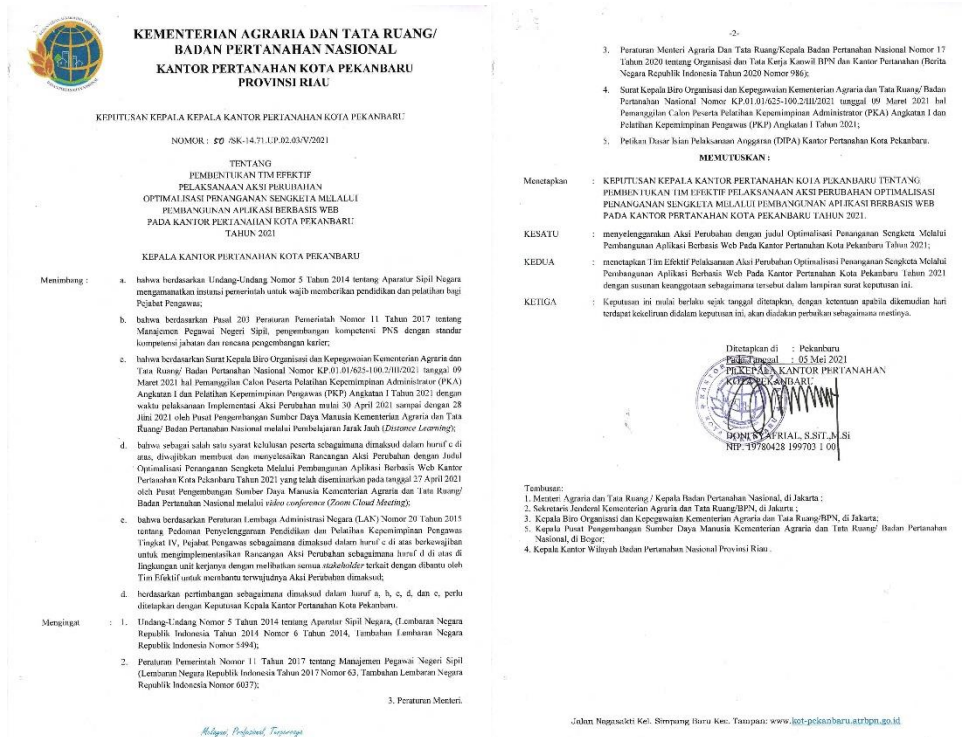 KEMENTERIAN AGRARIA DAN TATA RUANG/
BADAN PERTANAHAN NASIONAL
KANTOR PERTANAHAN KOTA PEKANBARU
PROVINSI RIAU
KEPUTUSAN KEPALA KEPALA KANTOR PERTANAHAN KOTA PEKANBARU
NOMOR : 50 /SK-14.71.UP.02.03/V/2021
TENTANG
PEMBENTUKAN TIM EFEKTIF
PELAKSANAAN AKSI PERUBAHAN
OPTIMALISASI PENANGANAN SENGKETA MELALUI
PEMBANGUNAN APLIKASI BERBASIS WEB
PADA KANTOR PERTANAHAN KOTA PEKANBARU
TAHUN 2021
KEPALA KANTOR PERTANAHAN KOTA PEKANBARU
Menimbang : a. bahwa berdasarkan Undang-Undang Nomor 5 Tahun 2014 tentang Aparatur Sipil Negara
mengamanatkan instansi pemerintah untuk wajib memberikan pendidikan dan pelatihan bagi
Pejabat Pengawas;
b. bahwa berdasarkan Pasal 203 Peraturan Pemerintah Nomor 11 Tahun 2017 tentang
Manajemen Pegawai Negeri Sipil, pengembangan kompetensi PNS dengan standar
kompetensi jabatan dan rencana pengembangan karier;
c. bahwa berdasarkan Surat Kepala Biro Organisasi dan Kepegawaian Kementerian Agraria dan
Tata Ruang/ Badan Pertanahan Nasional Nomor KP.01.01/625-100.2/III/2021 tanggal 09
Maret 2021 hal Pemanggilan Calon Peserta Pelatihan Kepemimpinan Administrator (PKA)
Angkatan I dan Pelatihan Kepemimpinan Pengawas (PKP) Angkatan I Tahun 2021 dengan
waktu pelaksanaan Implementasi Aksi Perubahan mulai 30 April 2021 sampai dengan 28
Juni 2021 oleh Pusat Pengembangan Sumber Daya Manusia Kementerian Agraria dan Tata
Ruang/ Badan Pertanahan Nasional melalui Pembelajaran Jarak Jauh (Distance Learning);
d. bahwa sebagai salah satu syarat kelulusan peserta sebagaimana dimaksud dalam huruf c di
atas, diwajibkan membuat dan menyelesaikan Rancangan Aksi Perubahan dengan Judul
Optimalisasi Penanganan Sengketa Melalui Pembangunan Aplikasi Berbasis Web Kantor
Pertanahan Kota Pekanbaru Tahun 2021 yang telah diseminarkan pada tanggal 27 April 2021
oleh Pusat Pengembangan Sumber Daya Manusia Kementerian Agraria dan Tata Ruang/
Badan Pertanahan Nasional melalui video conference (Zoom Cloud Meeting);
e. bahwa berdasarkan Peraturan Lembaga Administrasi Negara (LAN) Nomor 20 Tahun 2015
tentang Pedoman Penyelenggaraan Pendidikan dan Pelatihan Kepemimpinan Pengawas
Tingkat IV, Pejabat Pengawas sebagaimana dimaksud dalam huruf c di atas berkewajiban
untuk mengimplementasikan Rancangan Aksi Perubahan sebagaimana huruf d di atas di
lingkungan unit kerjanya dengan melibatkan semua stakeholder terkait dengan dibantu oleh
Tim Efektif untuk membantu terwujudnya Aksi Perubahan dimaksud;
d. berdasarkan pertimbangan sebagaimana dimaksud dalam huruf a, b, c, d, dan e, perlu
ditetapkan dengan Keputusan Kepala Kantor Pertanahan Kota Pekanbaru.
Mengingat : 1. Undang-Undang Nomor 5 Tahun 2014 tentang Aparatur Sipil Negara, (Lembaran Negara
Republik Indonesia Tahun 2014 Nomor 6 Tahun 2014, Tambahan Lembaran Negara
Republik Indonesia Nomor 5494);
2. Peraturan Pemerintah Nomor 11 Tahun 2017 tentang Manajemen Pegawai Negeri Sipil
(Lembaran Negara Republik Indonesia Tahun 2017 Nomor 63, Tambahan Lembaran Negara
Republik Indonesia Nomor 6037);
3. Peraturan Menteri.
Melayani, Profesional, Terpercaya
-2-
3. Peraturan Menteri Agraria Dan Tata Ruang/Kepala Badan Pertanahan Nasional Nomor 17
Tahun 2020 tentang Organisasi dan Tata Kerja Kanwil BPN dan Kantor Pertanahan (Berita
Negara Republik Indonesia Tahun 2020 Nomor 986);
4. Surat Kepala Biro Organisasi dan Kepegawaian Kementerian Agraria dan Tata Ruang/ Badan
Pertanahan Nasional Nomor KP.01.01/625-100.2/III/2021 tanggal 09 Maret 2021 hal
Pemanggilan Calon Peserta Pelatihan Kepemimpinan Administrator (PKA) Angkatan I dan
Pelatihan Kepemimpinan Pengawas (PKP) Angkatan I Tahun 2021;
5. Petikan Dasar Isian Pelaksanaan Anggaran (DIPA) Kantor Pertanahan Kota Pekanbaru.
MEMUTUSKAN :
Menetapkan : KEPUTUSAN KEPALA KANTOR PERTANAHAN KOTA PEKANBARU TENTANG
PEMBENTUKAN TIM EFEKTIF PELAKSANAAN AKSI PERUBAHAN OPTIMALISASI
PENANGANAN SENGKETA MELALUI PEMBANGUNAN APLIKASI BERBASIS WEB
PADA KANTOR PERTANAHAN KOTA PEKANBARU TAHUN 2021.
KESATU : menyelenggarakan Aksi Perubahan dengan judul Optimalisasi Penanganan Sengketa Melalui
Pembangunan Aplikasi Berbasis Web Pada Kantor Pertanahan Kota Pekanbaru Tahun 2021;
KEDUA : menetapkan Tim Efektif Pelaksanaan Aksi Perubahan Optimalisasi Penanganan Sengketa Melalui
Pembangunan Aplikasi Berbasis Web Pada Kantor Pertanahan Kota Pekanbaru Tahun 2021
dengan susunan keanggotaan sebagaimana tersebut dalam lampiran surat keputusan ini.
KETIGA : Keputusan ini mulai berlaku sejak tanggal ditetapkan, dengan ketentuan apabila dikemudian hari
terdapat kekeliruan didalam keputusan ini, akan diadakan perbaikan sebagaimana mestinya.
Ditetapkan di : Pekanbaru
Pada Tanggal : 05 Mei 2021
KEPALA KANTOR PERTANAHAN
KOTA PEKANBARU
DONI SYAFRIAL, S.SiT.,M.Si
NIP. 19780428 199703 1 001
Tembusan:
1. Menteri Agraria dan Tata Ruang / Kepala Badan Pertanahan Nasional, di Jakarta ;
2. Sekretaris Jenderal Kementerian Agraria dan Tata Ruang/BPN, di Jakarta ;
3. Kepala Biro Organisasi dan Kepegawaian Kementerian Agraria dan Tata Ruang/BPN, di Jakarta;
5. Kepala Pusat Pengembangan Sumber Daya Manusia Kementerian Agraria dan Tata Ruang/ Badan Pertanahan
Nasional, di Bogor;
4. Kepala Kantor Wilayah Badan Pertanahan Nasional Provinsi Riau .
Jalan Nagasakti Kel. Simpang Baru Kec. Tampan: www.kot-pekanbaru.atrbpn.go.id